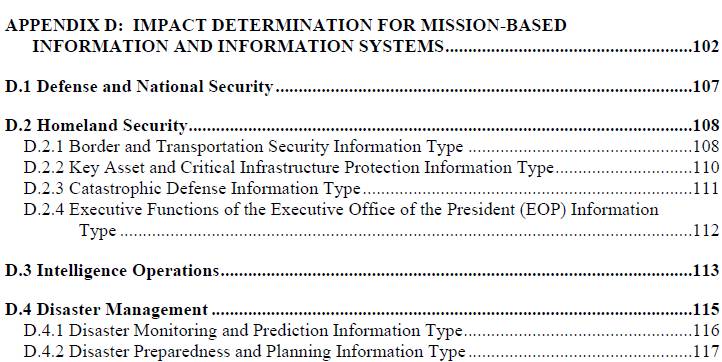 APPENDIX D: IMPACT DETERMINATION FOR MISSION-BASED
INFORMATION AND INFORMATION SYSTEMS..........................................................102
D.1 Defense and National Security..................................................................................................107
D.2 Homeland Security......................................................................................................................108
D.2.1 Border and Transportation Security Information Type .....................................................108
D.2.2 Key Asset and Critical Infrastructure Protection Information Type.................................110
D.2.3 Catastrophic Defense Information Type..............................................................................111
D.2.4 Executive Functions of the Executive Office of the President (EOP) Information
Type ........................................................................................................................................112
D.3 Intelligence Operations...............................................................................................................113
D.4 Disaster Management .................................................................................................................115
D.4.1 Disaster Monitoring and Prediction Information Type......................................................116
D.4.2 Disaster Preparedness and Planning Information Type .....................................................117